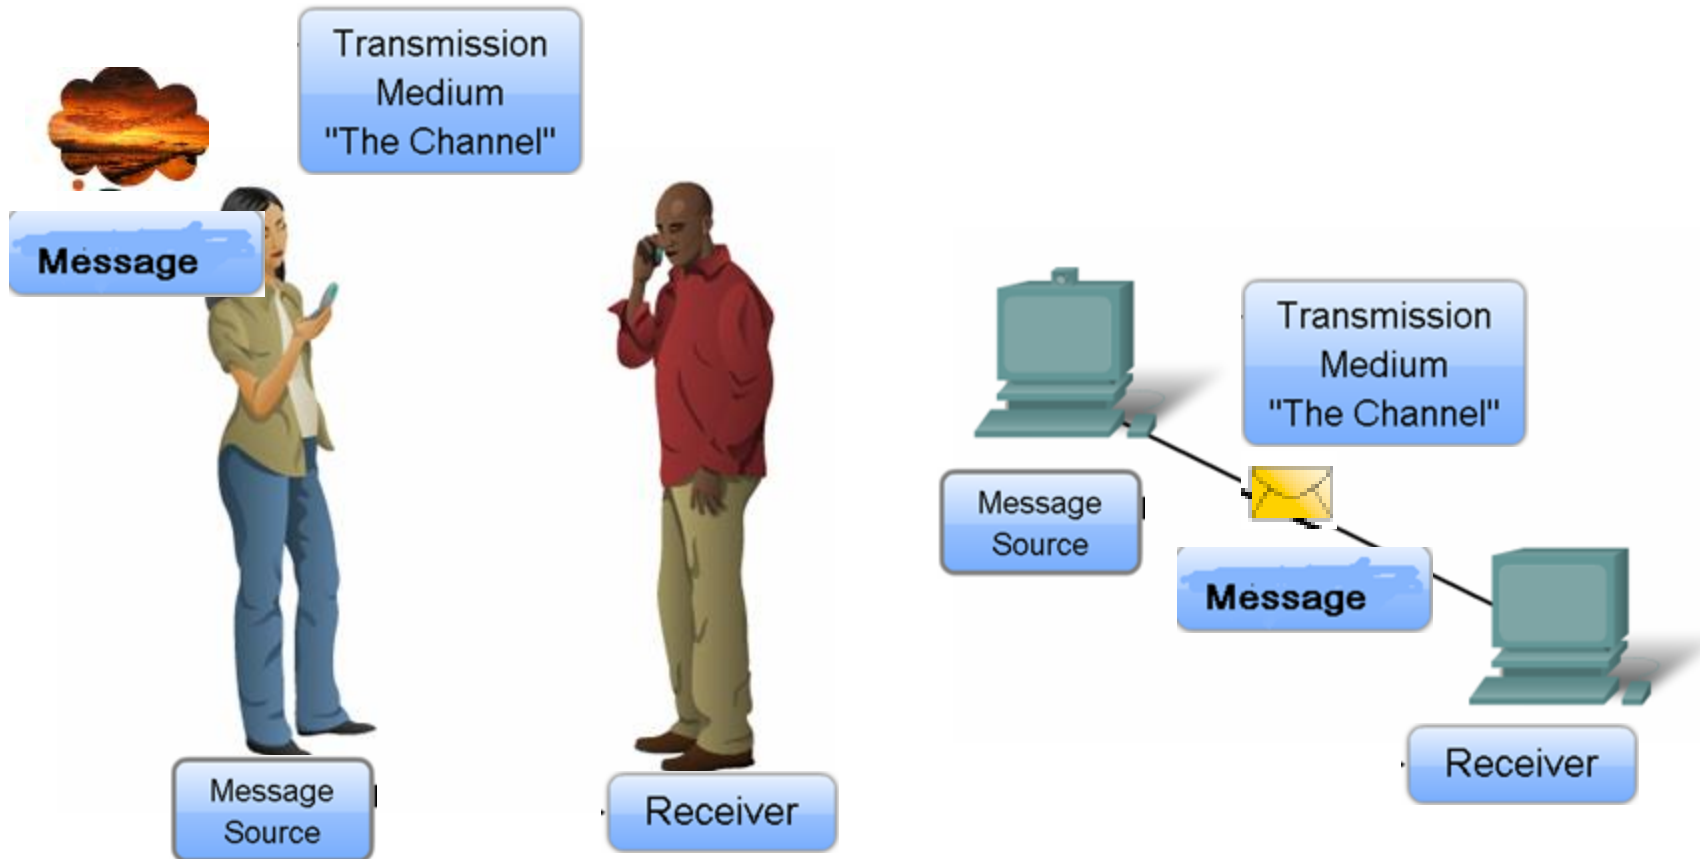 Transmission
Medium
"The Channel"
Message
Message
Source
Receiver
Transmission
Medium
"The Channel"
Message
Source
Message
Receiver